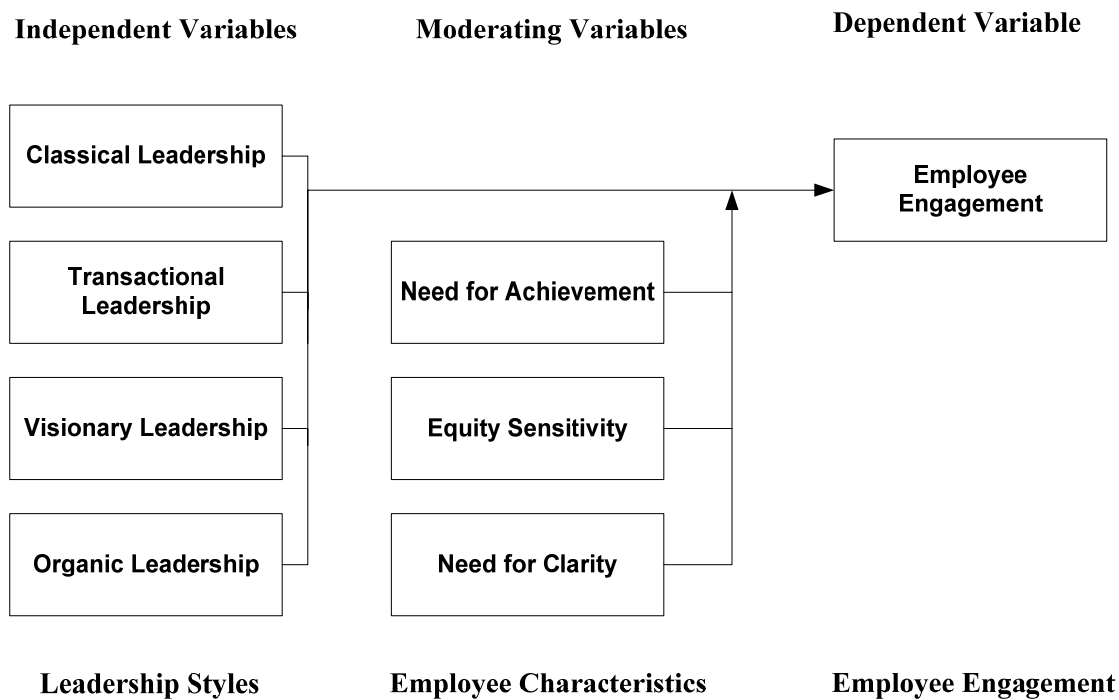 Independent Variables
Moderating Variables
Dependent Variable
Classical Leadership
Transactional
Leadership
Visionary Leadership
Organic Leadership
Need for Achievement
Equity Sensitivity
Need for Clarity
Employee
Engagement
Leadership Styles
Employee Characteristics
Employee Engagement